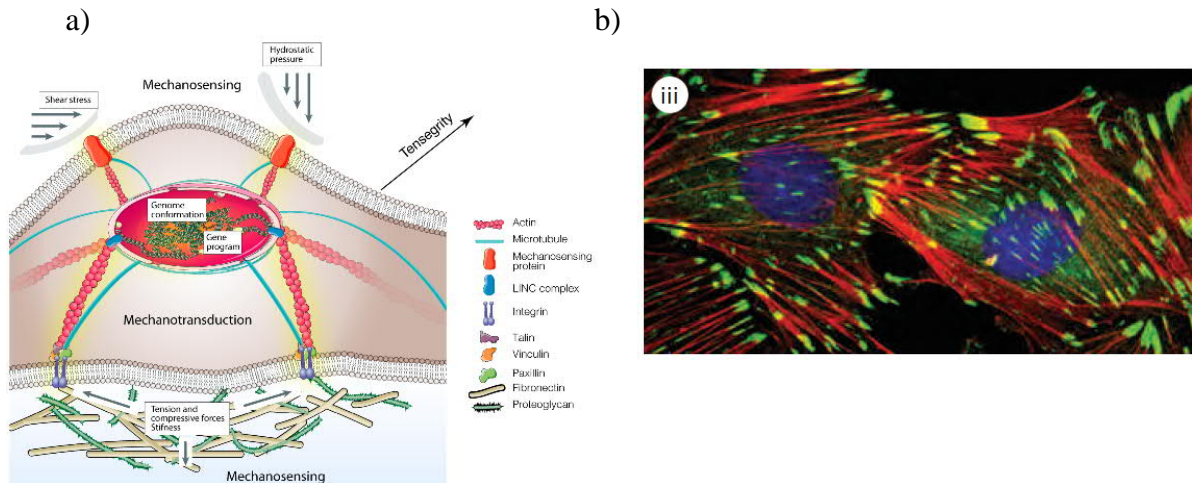 a)
b)
Hydrostatic
pressure
Mechanosensing
Shear stress
Tensegrity
Genome
conformation
Gene
program
Mechanotransduction
Tension and
compressive forces
Stifness
Mechanosensing
Actin
Microtubule
Mechanosensing
protein
LINC complex
Integrin
Talin
Vinculin
Paxillin
Fibronectin
Proteoglycan
iii